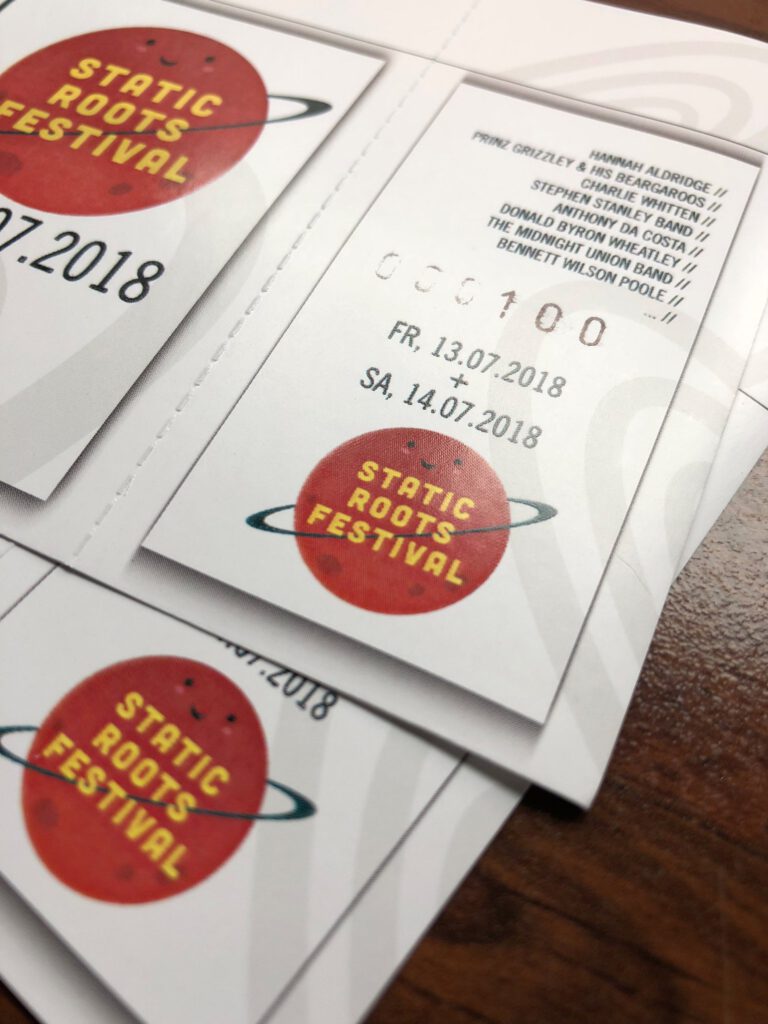 STATIC
ROOTS
FESTIVAL
07.2018
HANNAH ALDRIDGE //
PRINZ GRIZZLEY & HIS BEARGAROOS //
CHARLIE WHITTEN //
STEPHEN STANLEY BAND //
ANTHONY DA COSTA //
DONALD BYRON WHEATLEY //
THE MIDNIGHT UNION BAND //
BENNETT WILSON POOLE //
... //
000100
FR, 13.07.2018
+
SA, 14.07.2018
STATIC
ROOTS
FESTIVAL
.07.2018
STATIC
ROOTS
FESTIVAL